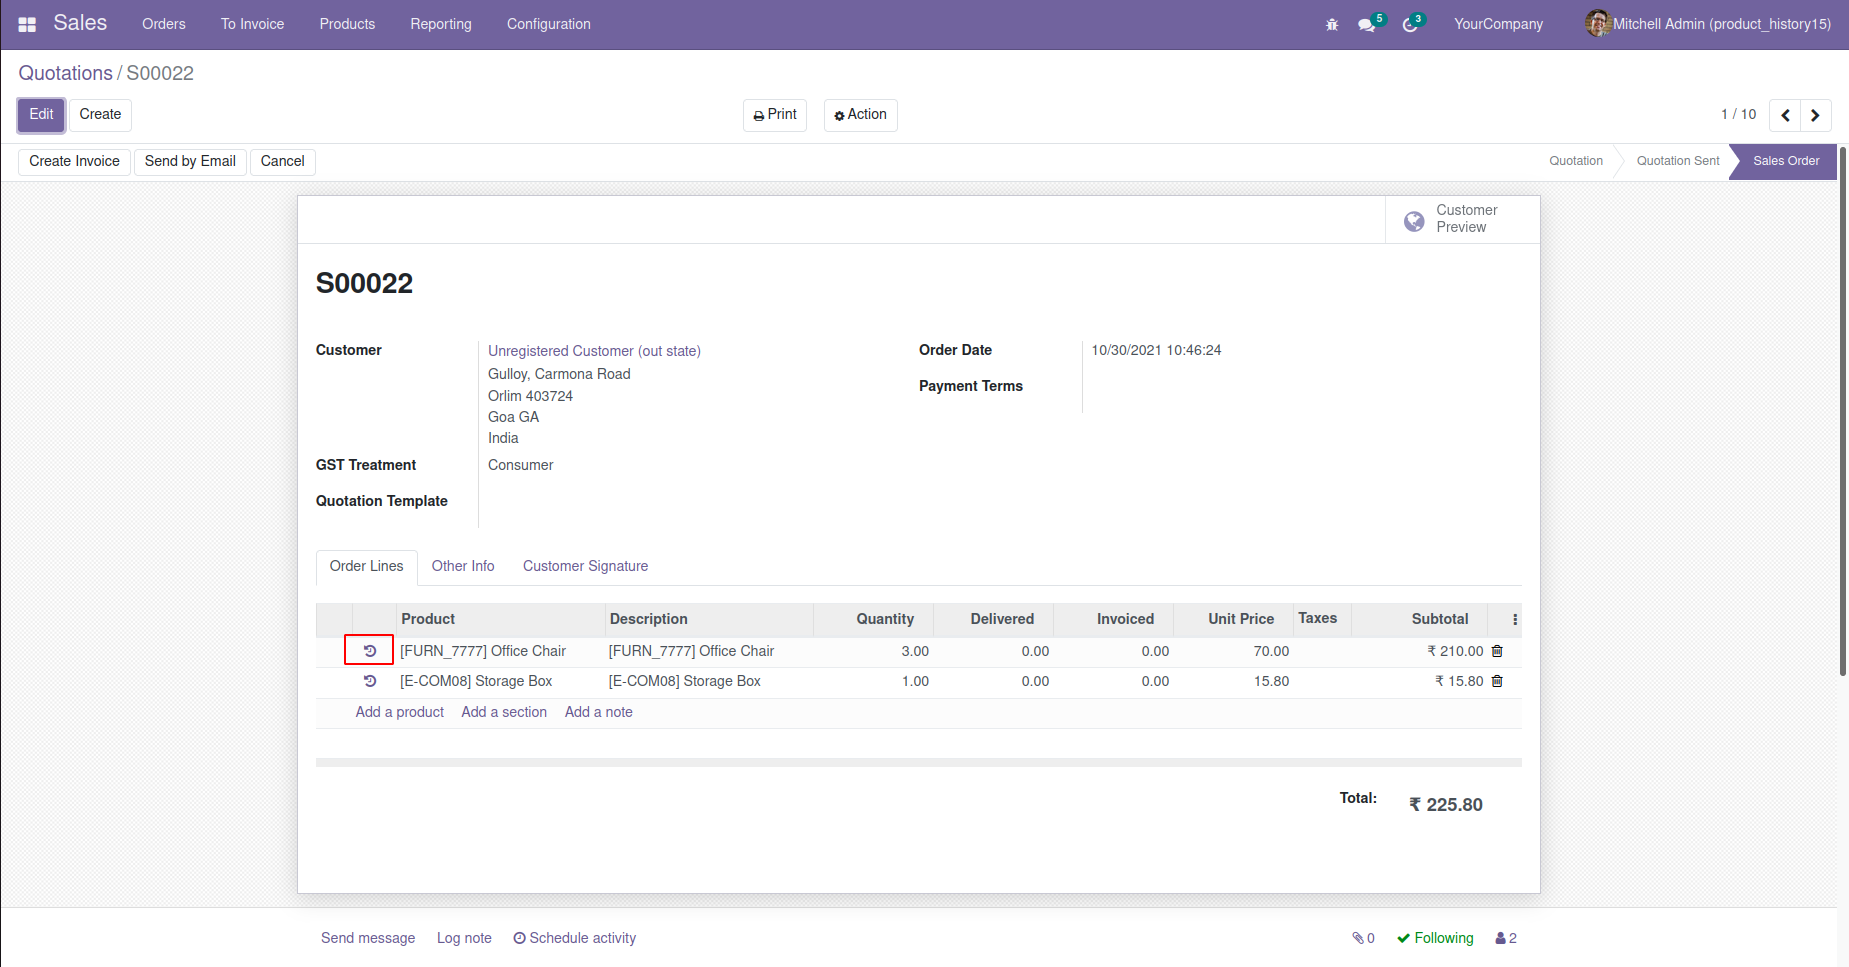 Sales Orders To Invoice Products Reporting Configuration 5 3 YourCompany Mitchell Admin (product_history15)
Quotations / S00022
Edit Create Print Action 1 / 10
Create Invoice Send by Email Cancel Quotation Quotation Sent Sales Order
Customer
Preview
S00022
Customer Unregistered Customer (out state) Order Date 10/30/2021 10:46:24
Gulloy, Carmona Road
Payment Terms
Orlim 403724
Goa GA
India
GST Treatment Consumer
Quotation Template
Order Lines Other Info Customer Signature
Product Description Quantity Delivered Invoiced Unit Price Taxes Subtotal
[FURN_7777] Office Chair [FURN_7777] Office Chair 3.00 0.00 0.00 70.00 ₹ 210.00
[E-COM08] Storage Box [E-COM08] Storage Box 1.00 0.00 0.00 15.80 ₹ 15.80
Add a product Add a section Add a note
Total: ₹ 225.80
Send message Log note Schedule activity 0 Following 2